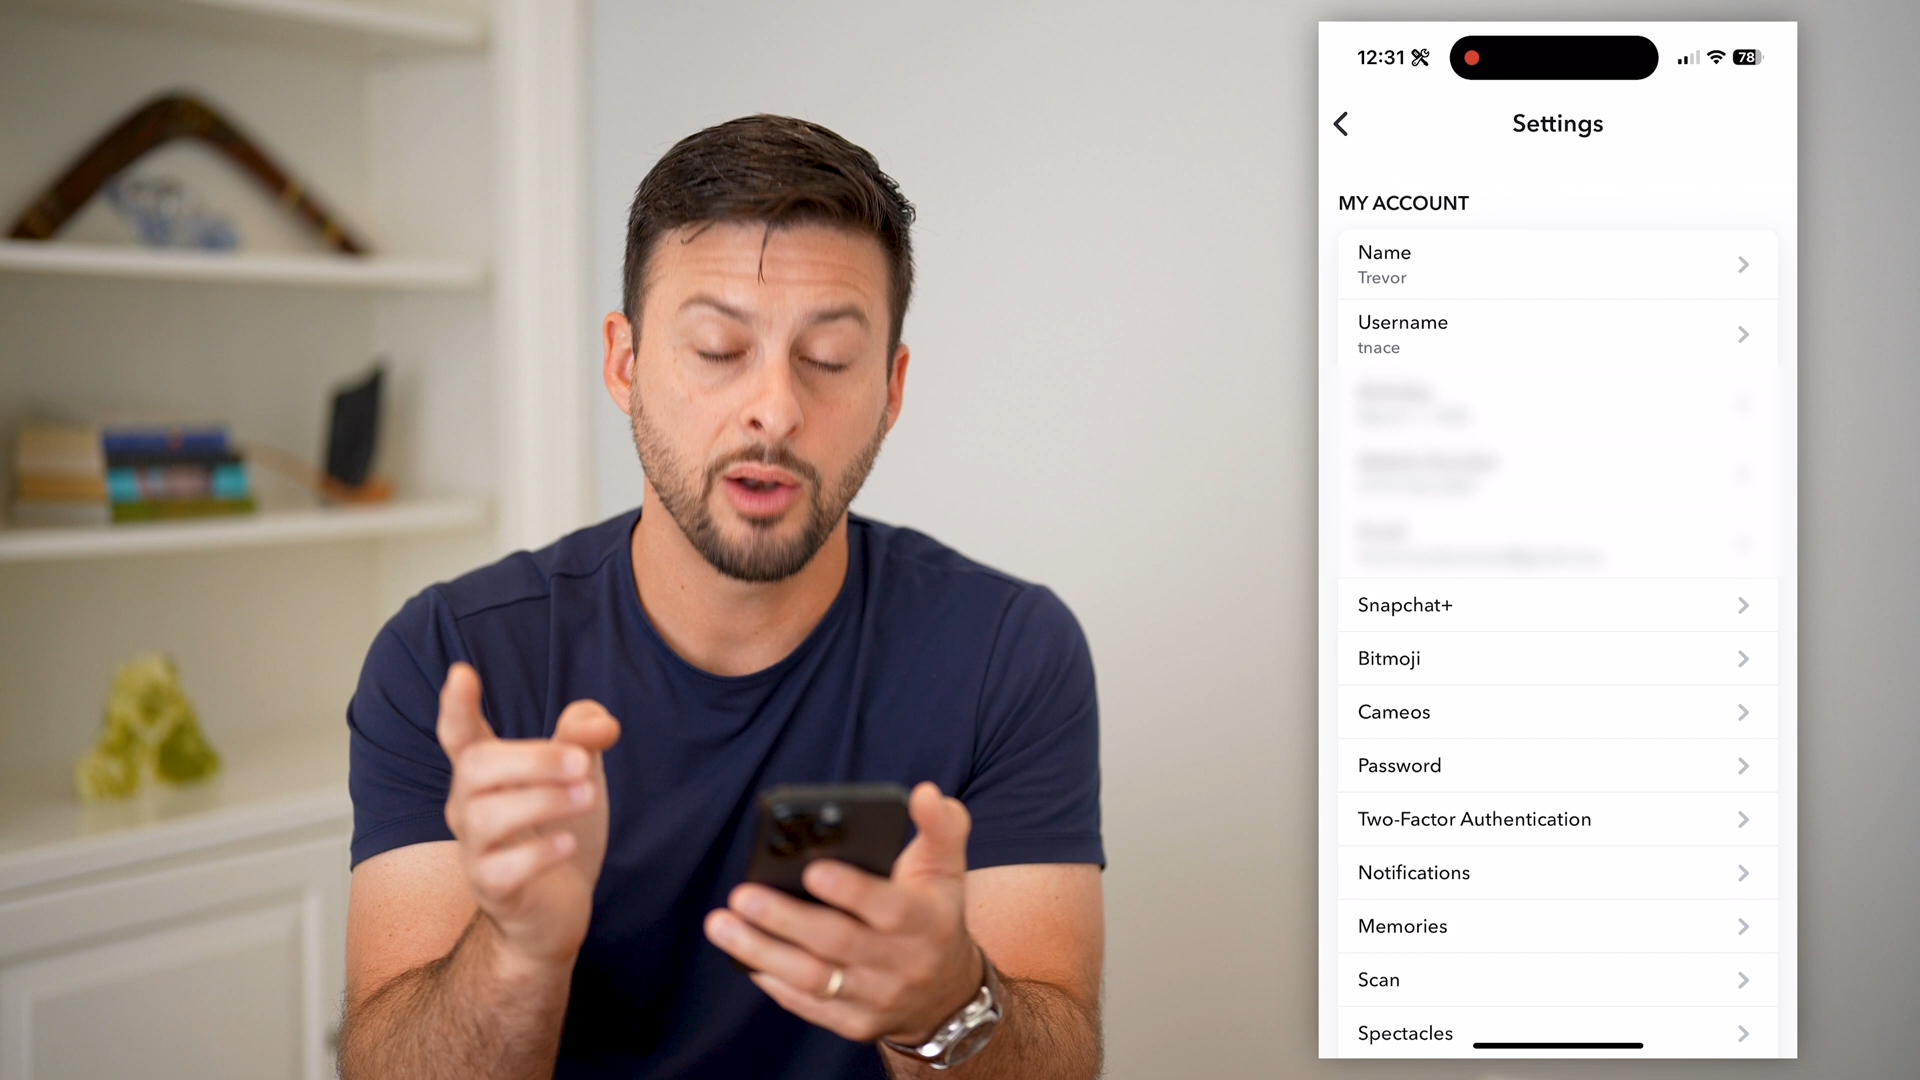 12:31
78
Settings
MY ACCOUNT
Name
Trevor
Username
tnace
Snapchat+
Bitmoji
Cameos
Password
Two-Factor Authentication
Notifications
Memories
Scan
Spectacles